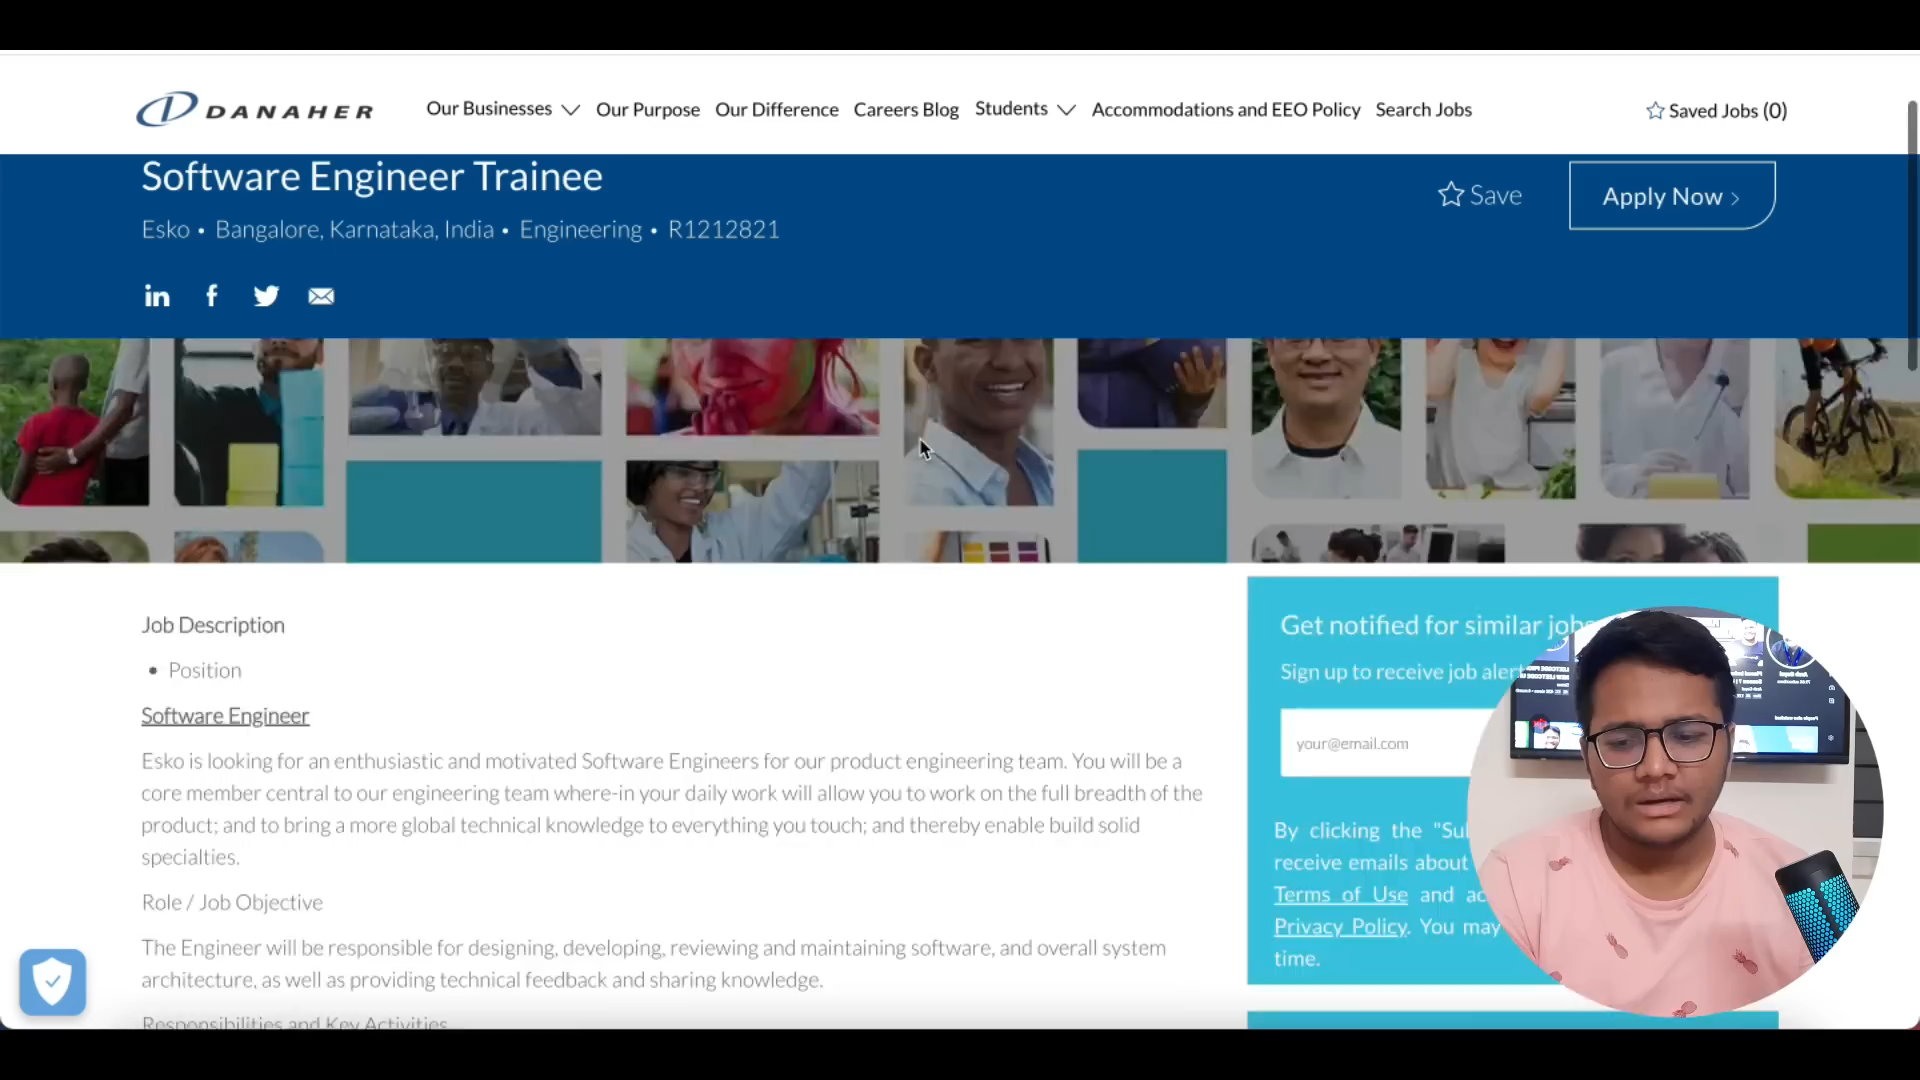 DANAHER
Our Businesses Our Purpose Our Difference Careers Blog Students Accommodations and EEO Policy Search Jobs Saved Jobs (0)
Software Engineer Trainee
Save Apply Now
Esko • Bangalore, Karnataka, India • Engineering • R1212821
Job Description
• Position
Software Engineer
Esko is looking for an enthusiastic and motivated Software Engineers for our product engineering team. You will be a
core member central to our engineering team where-in your daily work will allow you to work on the full breadth of the
product; and to bring a more global technical knowledge to everything you touch; and thereby enable build solid
specialties.
Role / Job Objective
The Engineer will be responsible for designing, developing, reviewing and maintaining software, and overall system
architecture, as well as providing technical feedback and sharing knowledge.
Responsibilities and Key Activities
Get notified for similar jobs
Sign up to receive job alert
your@email.com
By clicking the "Su
receive emails about
Terms of Use and ac
Privacy Policy. You may
time.